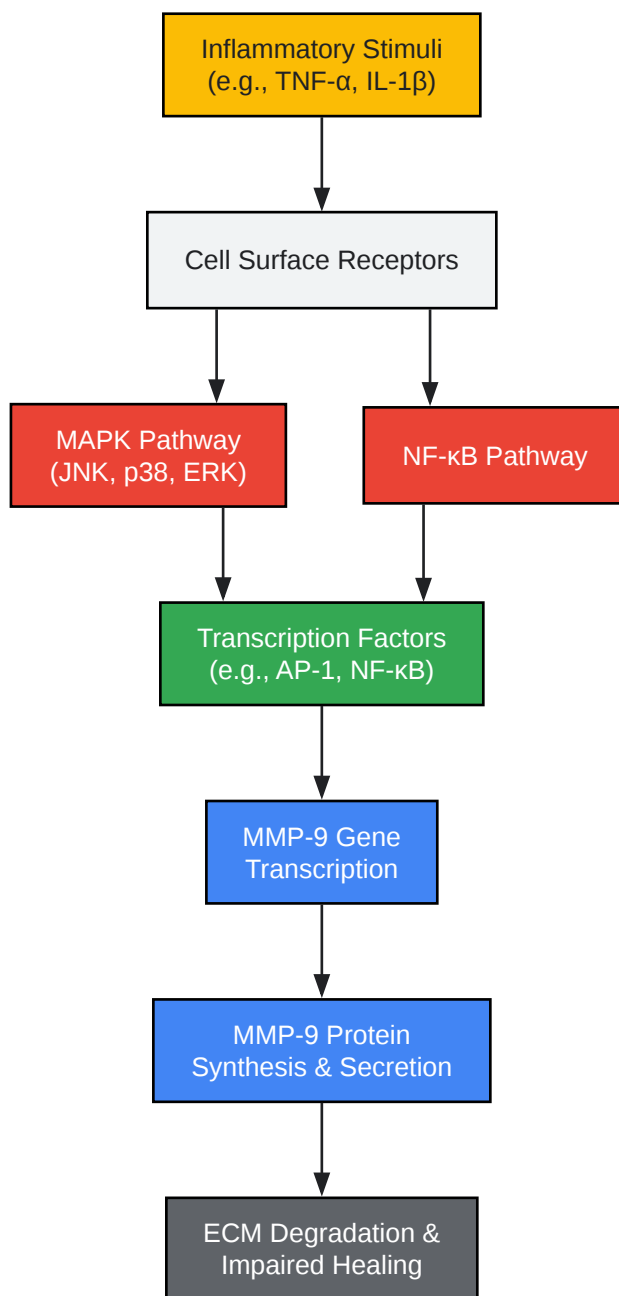 Inflammatory Stimuli
(e.g., TNF-α, IL-1β)
Cell Surface Receptors
MAPK Pathway
(JNK, p38, ERK)
NF-κB Pathway
Transcription Factors
(e.g., AP-1, NF-κB)
MMP-9 Gene
Transcription
MMP-9 Protein
Synthesis & Secretion
ECM Degradation &
Impaired Healing